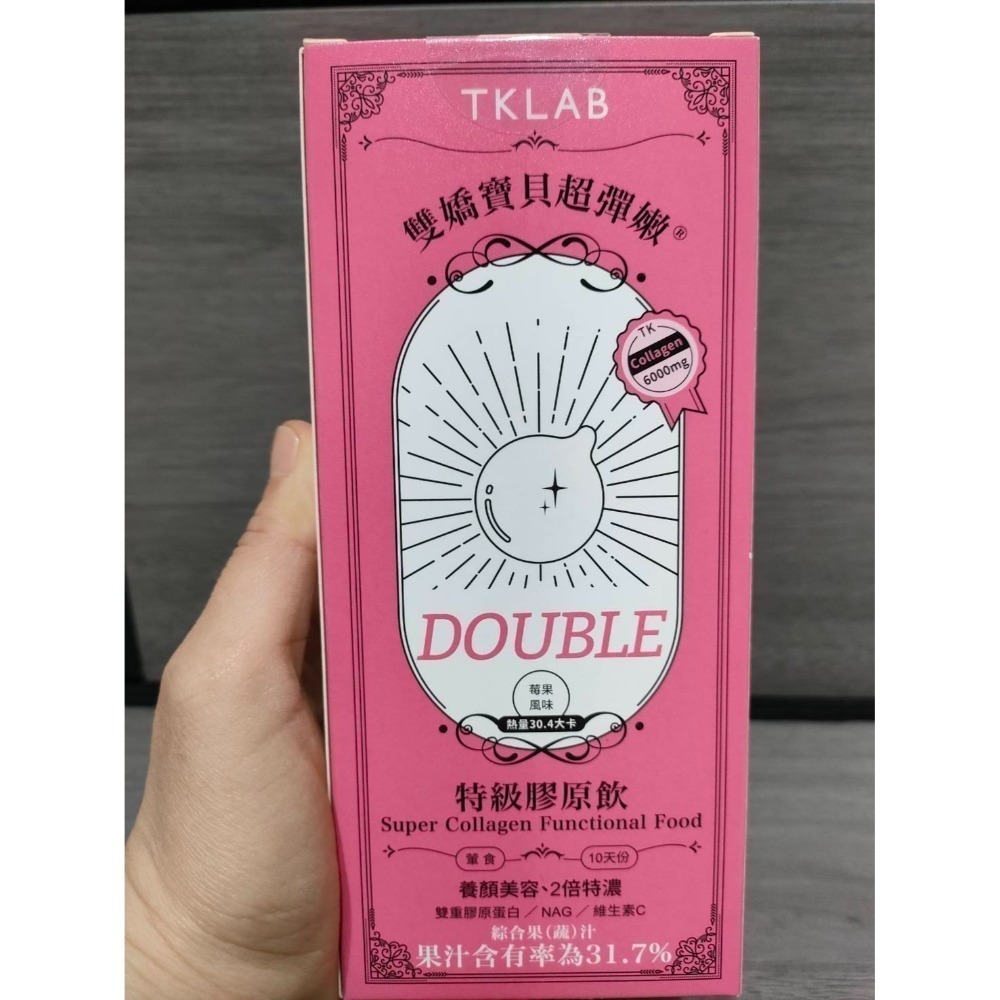 TKLAB
雙嬌寶貝超彈嫩®
TK
Collagen
6000mg
DOUBLE
莓果
風味
熱量30.4大卡
特級膠原飲
Super Collagen Functional Food
葷食
10天份
養顏美容、2倍特濃
雙重膠原蛋白／NAG／維生素C
綜合果(蔬)汁
果汁含有率為31.7%